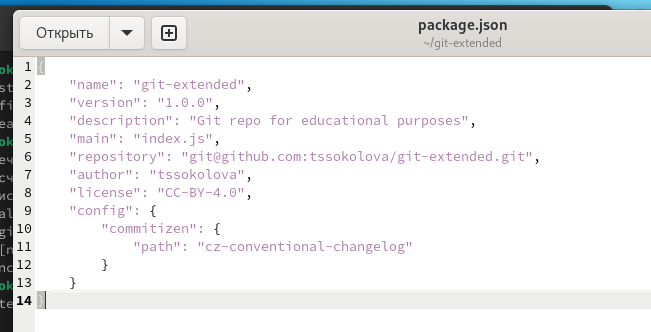 Открыть
package.json
~/git-extended
1 {
2 "name": "git-extended",
3 "version": "1.0.0",
4 "description": "Git repo for educational purposes",
5 "main": "index.js",
6 "repository": "git@github.com:tssokolova/git-extended.git",
7 "author": "tssokolova",
8 "license": "CC-BY-4.0",
9 "config": {
10 "commitizen": {
11 "path": "cz-conventional-changelog"
12 }
13 }
14 }